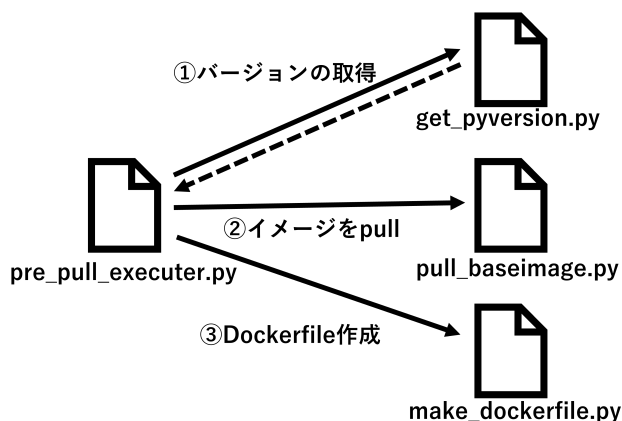 ①バージョンの取得
get_pyversion.py
②イメージをpull
pre_pull_executer.py
pull_baseimage.py
③Dockerfile作成
make_dockerfile.py